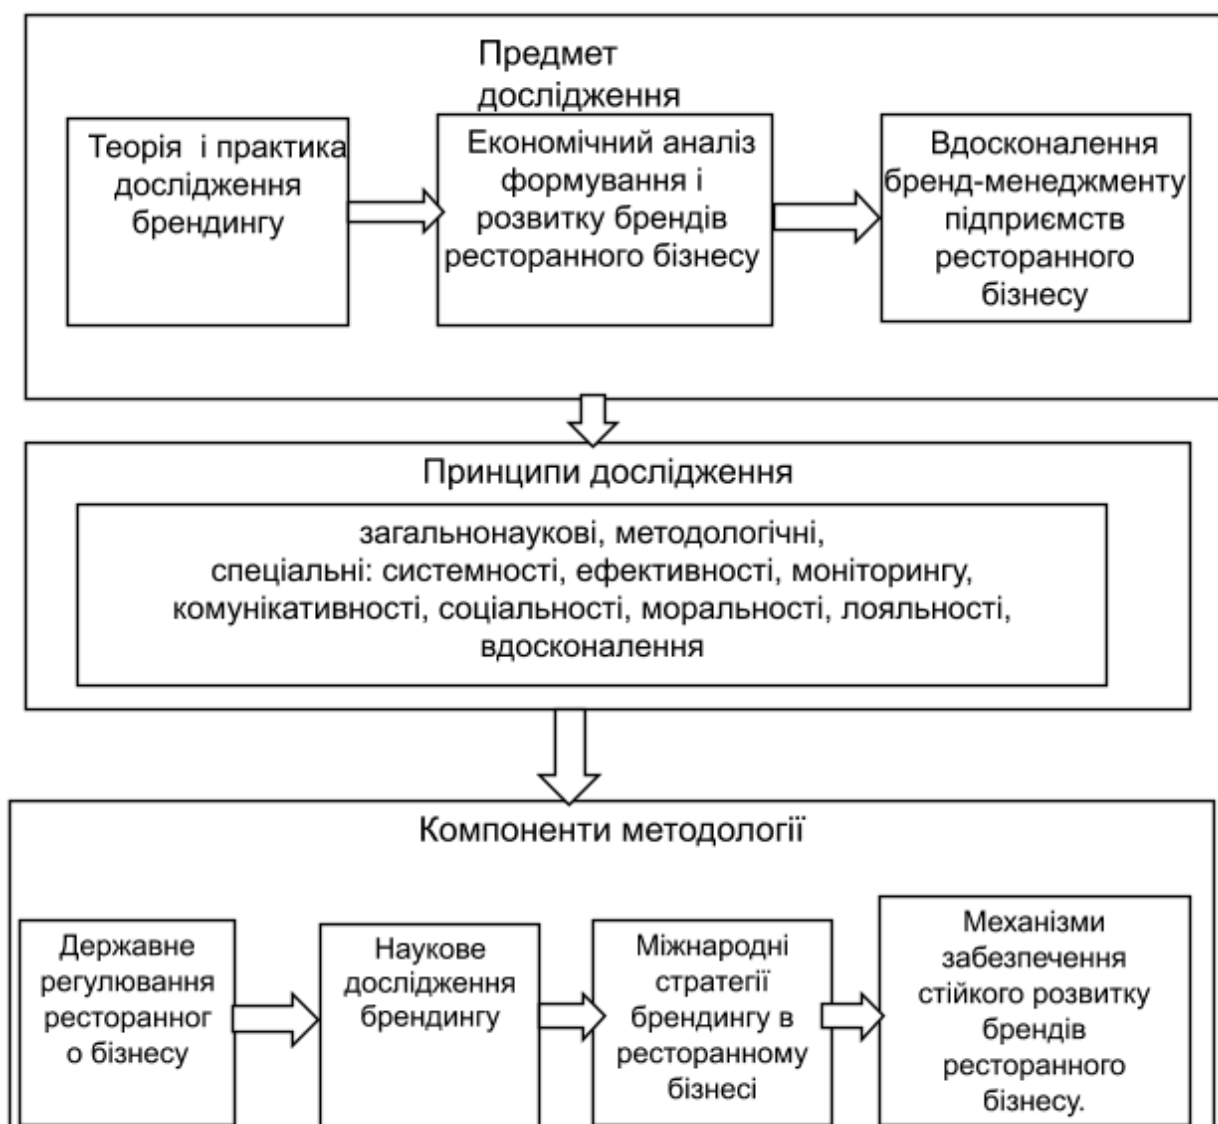 Предмет
дослідження
Теорія і практика
дослідження
брендингу
Економічний аналіз
формування і
розвитку брендів
ресторанного бізнесу
Вдосконалення
бренд-менеджменту
підприємств
ресторанного
бізнесу
Принципи дослідження
загальнонаукові, методологічні,
спеціальні: системності, ефективності, моніторингу,
комунікативності, соціальності, моральності, лояльності,
вдосконалення
Компоненти методології
Державне
регулювання
ресторанног
о бізнесу
Наукове
дослідження
брендингу
Міжнародні
стратегії
брендингу в
ресторанному
бізнесі
Механізми
забезпечення
стійкого розвитку
брендів
ресторанного
бізнесу.